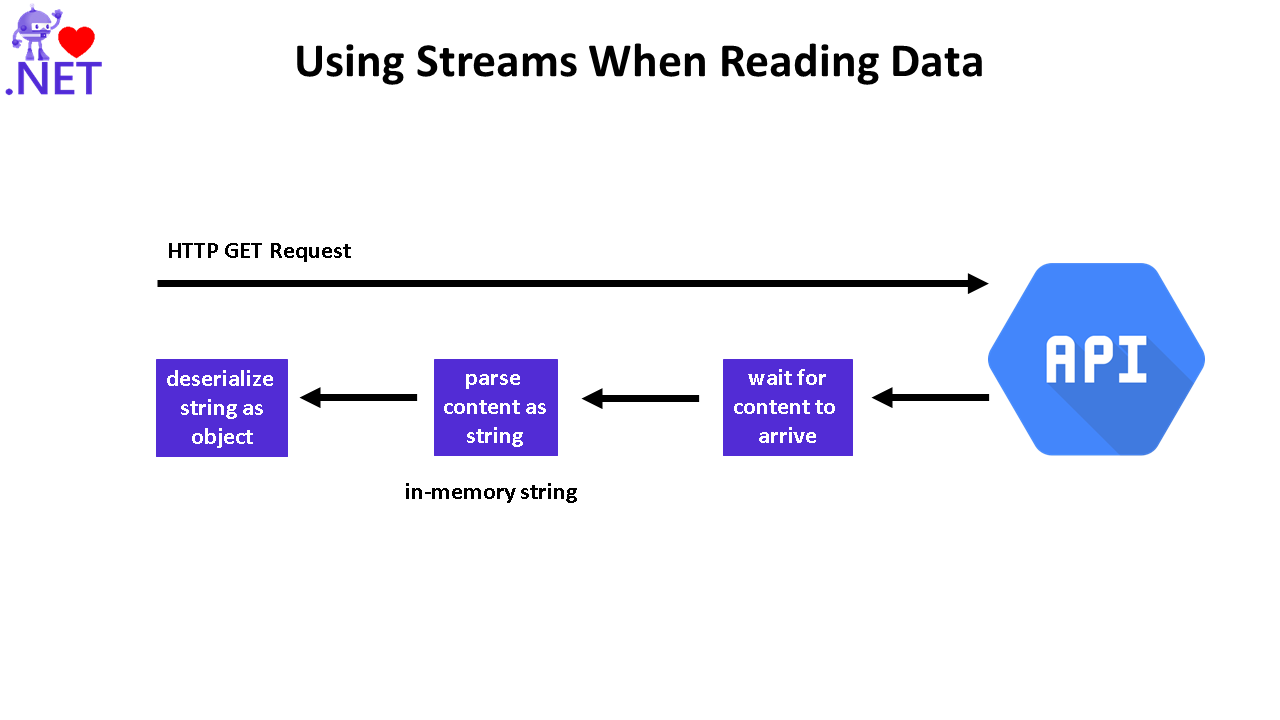 .NET
Using Streams When Reading Data
HTTP GET Request
API
deserialize
string as
object
parse
content as
string
wait for
content to
arrive
in-memory string